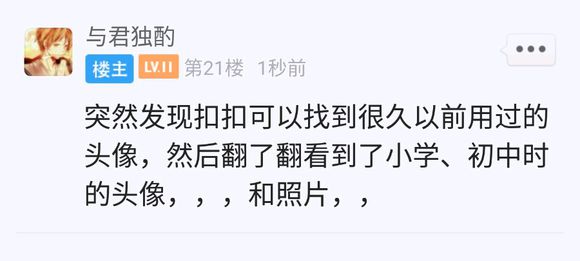 与君独酌
楼主 LV.11 第21楼 1秒前
突然发现扣扣可以找到很久以前用过的
头像，然后翻了翻看到了小学、初中时
的头像，，，和照片，，